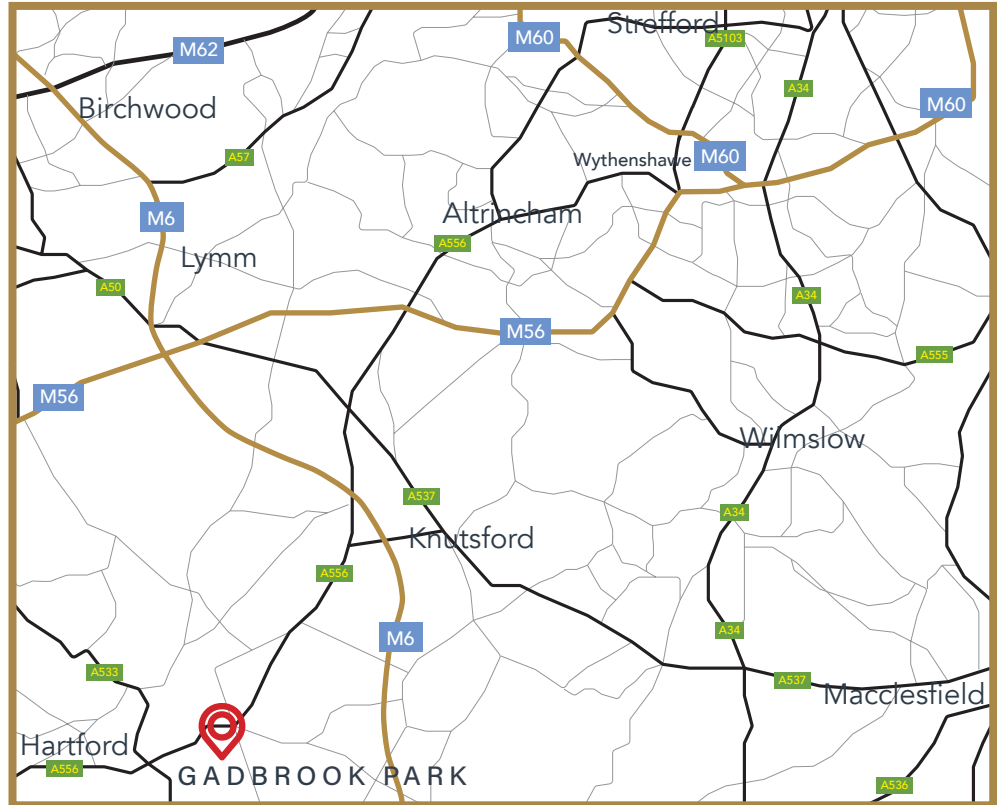 Stretford
M60
A5103
M62
A34
M60
Birchwood
A57
Wythenshawe
M60
M6
Altrincham
A556
Lymm
A50
A34
M56
A555
M56
Wilmslow
A537
A34
Knutsford
A556
M6
A34
A533
A537
Macclesfield
Hartford
A556
GADBROOK PARK
A536